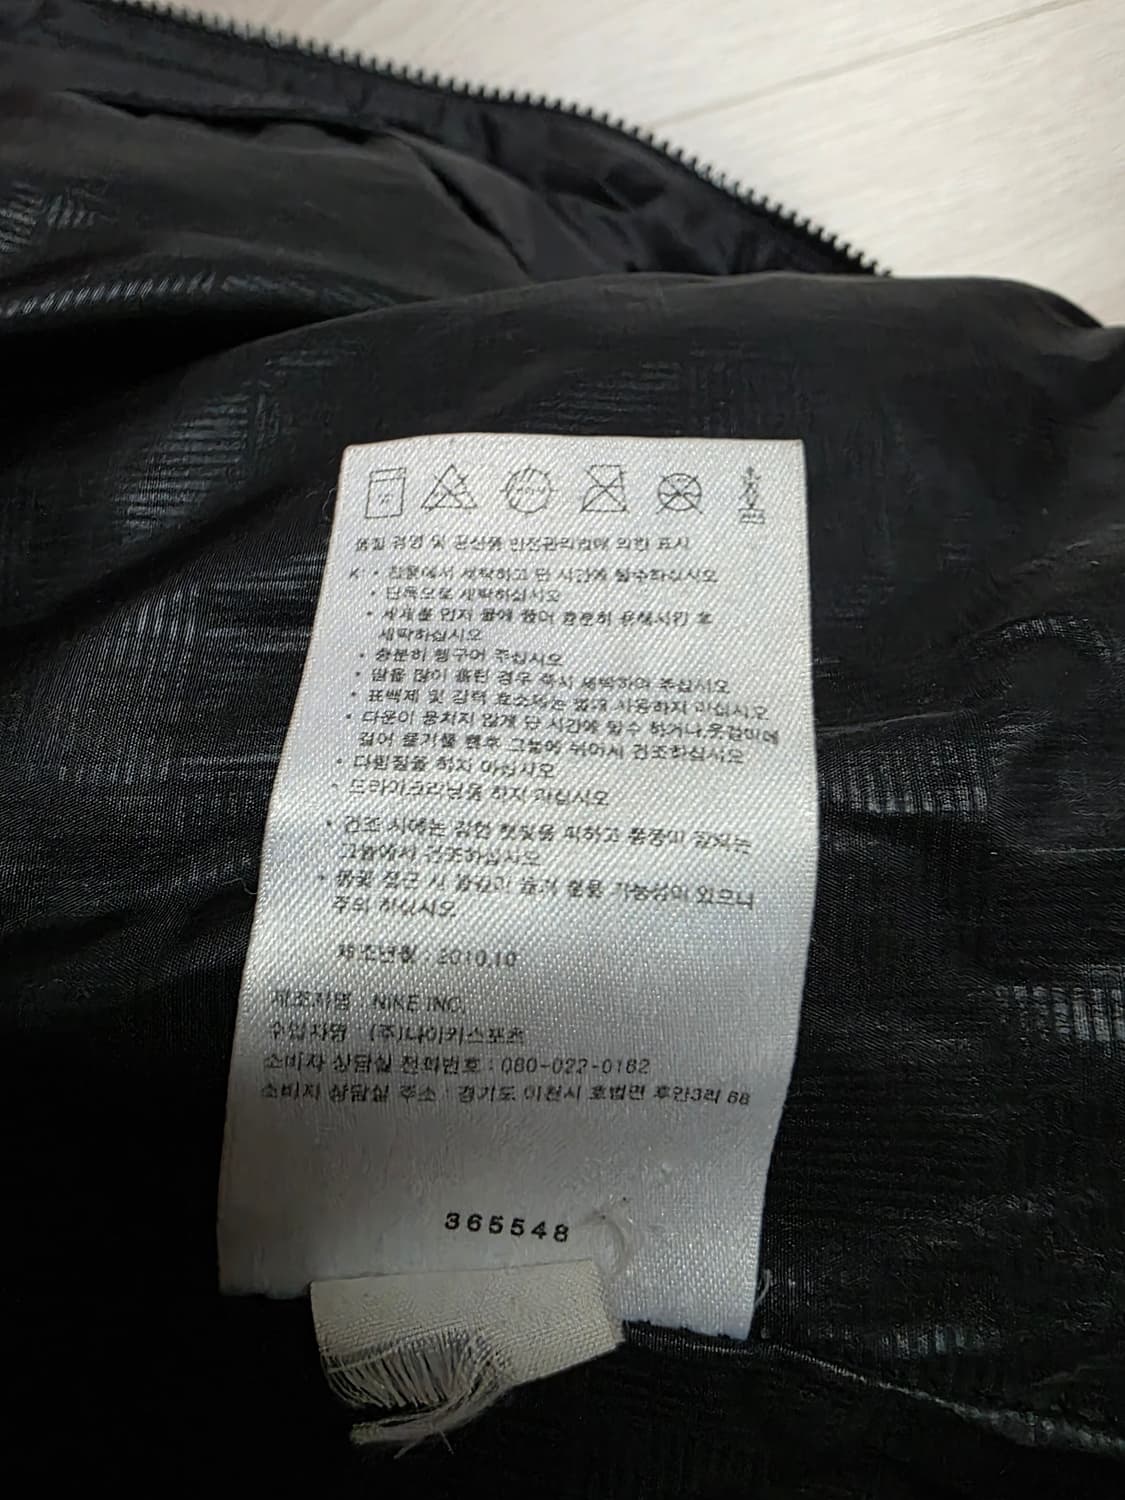 품질 경영 및 공산품 안전관리법에 의한 표시
K • 찬물에서 세탁하고 단 시간에 탈수하십시오
• 단독으로 세탁하십시오
• 세제를 먼저 물에 풀어 충분히 용해시킨 후
세탁하십시오
• 충분히 헹구어 주십시오
• 땀을 많이 흘린 경우 즉시 세탁하여 주십시오
• 표백제 및 강력 효소제는 절대 사용하지 마십시오
• 다운이 뭉치지 않게 단 시간에 탈수 하거나,옷걸이에
걸어 물기를 뺀후 그늘에 뉘어서 건조하십시오
• 다림질을 하지 마십시오
• 드라이크리닝을 하지 마십시오
• 건조 시에는 강한 햇빛을 피하고 통풍이 잘되는
그늘에서 건조하십시오
• 불꽃 접근 시 불씨가 옮겨 붙을 가능성이 있으니
주의 하십시오
제조년월 : 2010.10
제조자명 : NIKE INC.
수입자명 (주)나이키스포츠
소비자 상담실 전화번호 : 080-022-0182
소비자 상담실 주소 : 경기도 이천시 호법면 후안3리 68
365548